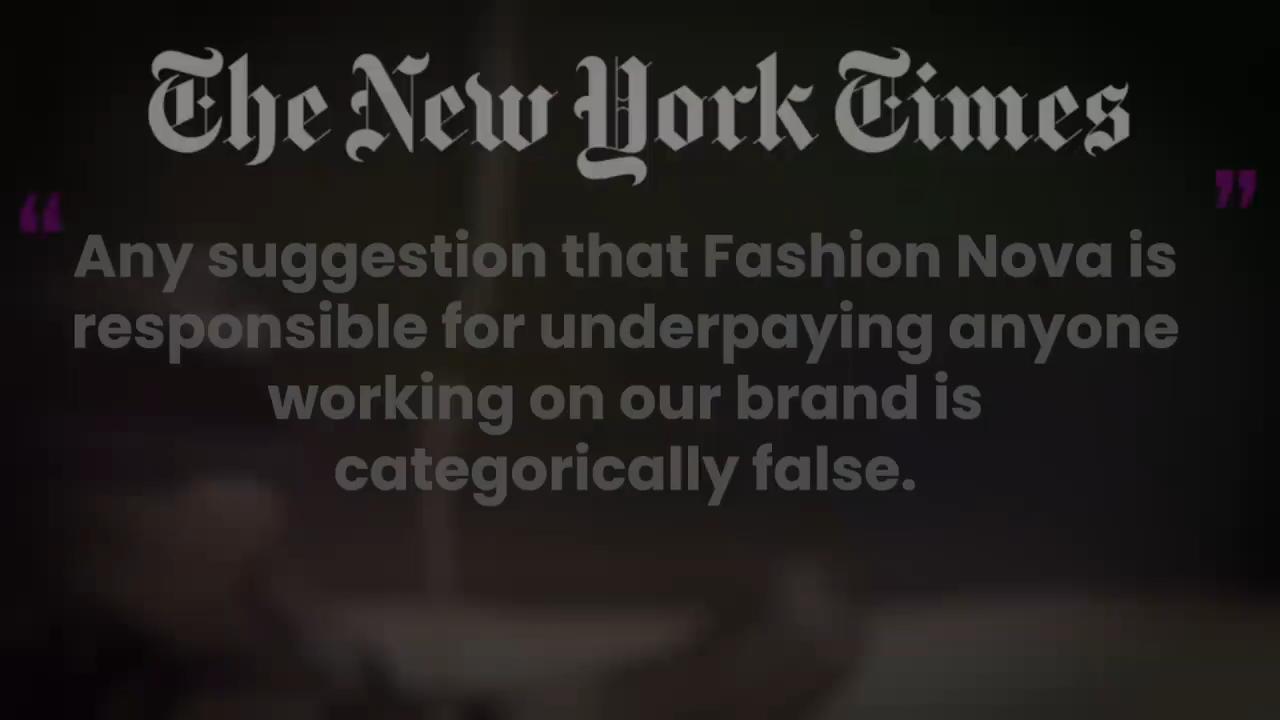 The New York Times
“ ”
Any suggestion that Fashion Nova is
responsible for underpaying anyone
working on our brand is
categorically false.